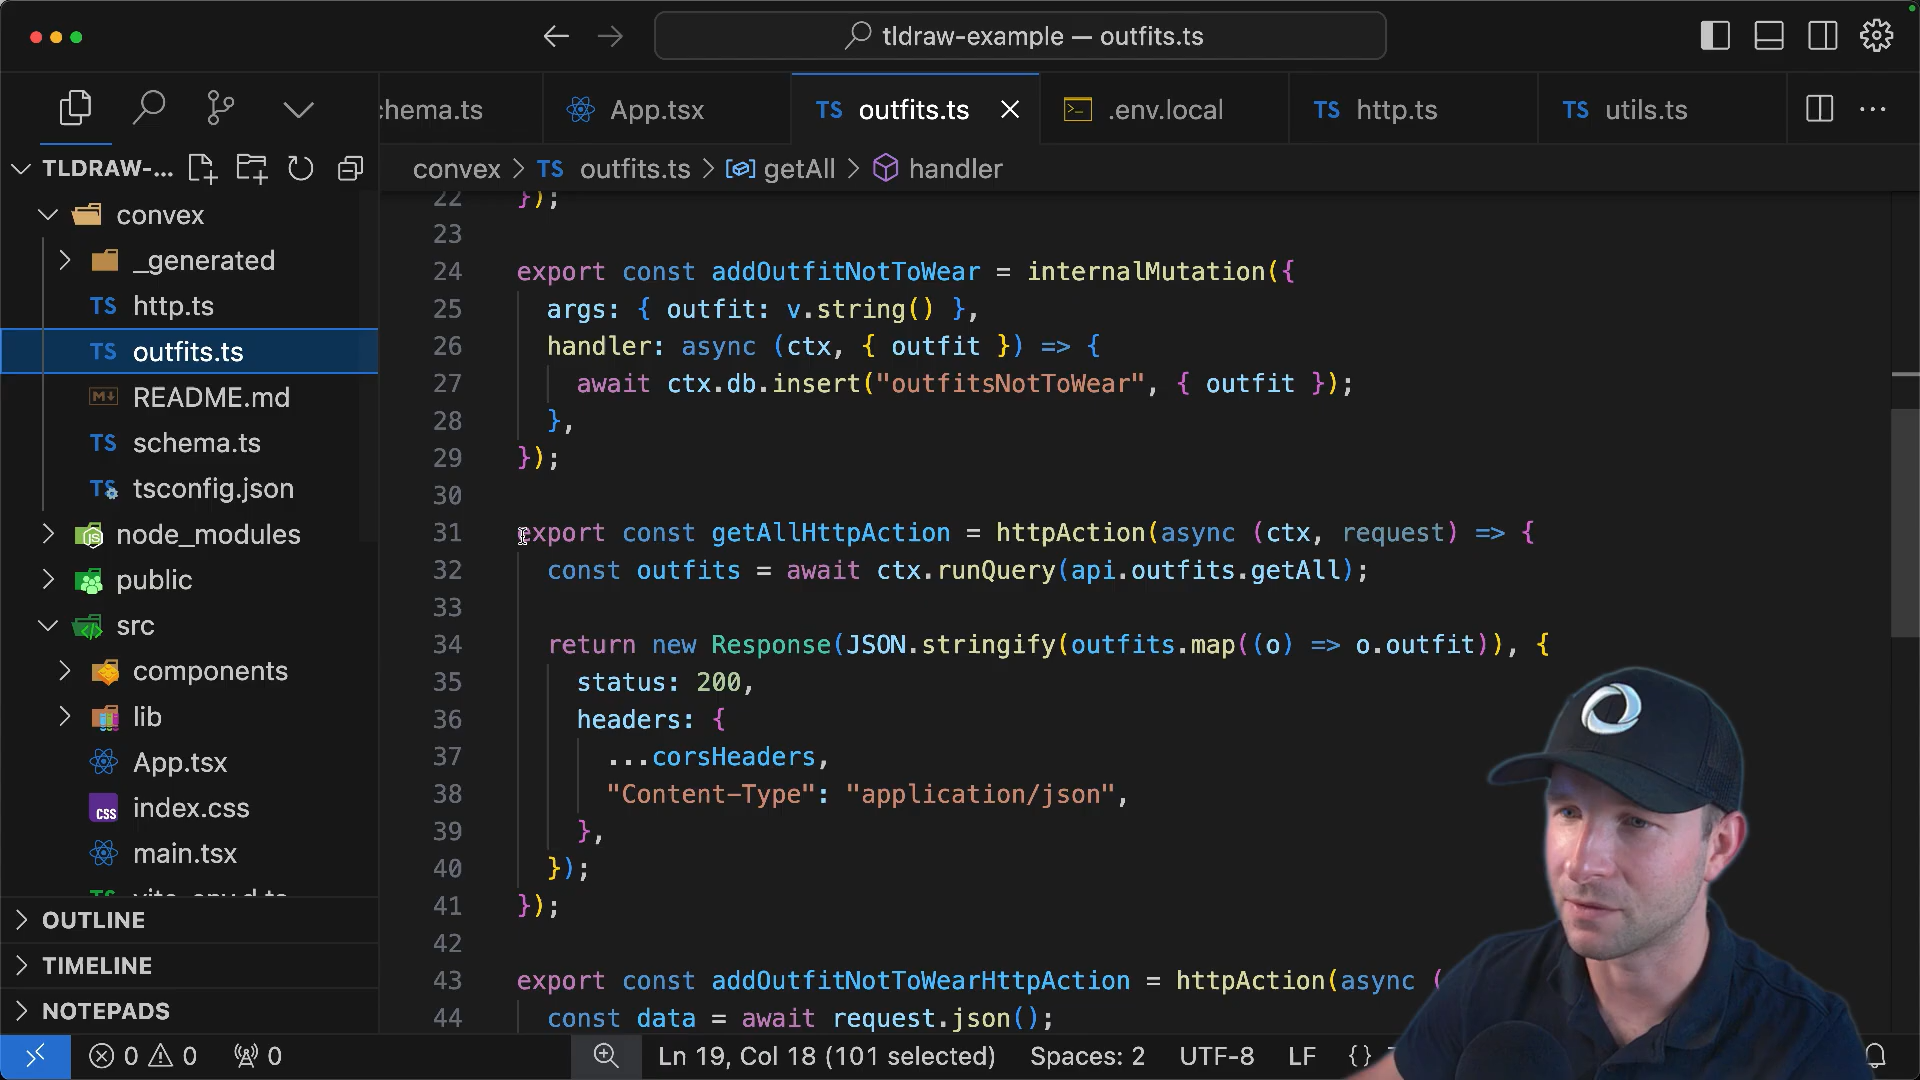 tldraw-example — outfits.ts
chema.ts
App.tsx
TS outfits.ts
.env.local
TS http.ts
TS utils.ts
TLDRAW-...
convex > TS outfits.ts > getAll > handler
convex
_generated
TS http.ts
TS outfits.ts
README.md
TS schema.ts
TS tsconfig.json
node_modules
public
src
components
lib
App.tsx
index.css
main.tsx
OUTLINE
TIMELINE
NOTEPADS
22 });
23
24 export const addOutfitNotToWear = internalMutation({
25 args: { outfit: v.string() },
26 handler: async (ctx, { outfit }) => {
27 await ctx.db.insert("outfitsNotToWear", { outfit });
28 },
29 });
30
31 export const getAllHttpAction = httpAction(async (ctx, request) => {
32 const outfits = await ctx.runQuery(api.outfits.getAll);
33
34 return new Response(JSON.stringify(outfits.map((o) => o.outfit)), {
35 status: 200,
36 headers: {
37 ...corsHeaders,
38 "Content-Type": "application/json",
39 },
40 });
41 });
42
43 export const addOutfitNotToWearHttpAction = httpAction(async (
44 const data = await request.json();
0 0 0
Ln 19, Col 18 (101 selected) Spaces: 2 UTF-8 LF {}